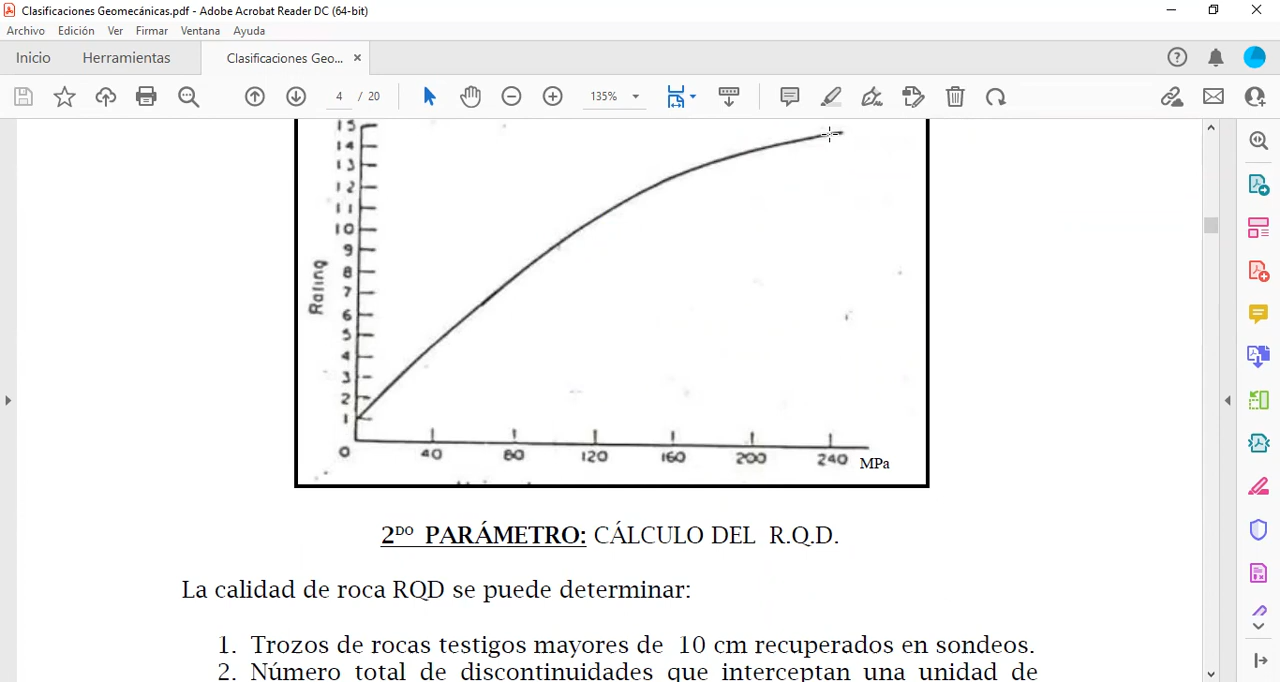 Clasificaciones Geomecánicas.pdf - Adobe Acrobat Reader DC (64-bit)
Archivo Edición Ver Firmar Ventana Ayuda
Inicio Herramientas Clasificaciones Geo... ×
4 / 20 135%
15
14
13
12
11
10
9
8
7
6
5
4
3
2
1
Rating
0 40 80 120 160 200 240 MPa
2DO PARÁMETRO: CÁLCULO DEL R.Q.D.
La calidad de roca RQD se puede determinar:
1. Trozos de rocas testigos mayores de 10 cm recuperados en sondeos.
2. Número total de discontinuidades que interceptan una unidad de